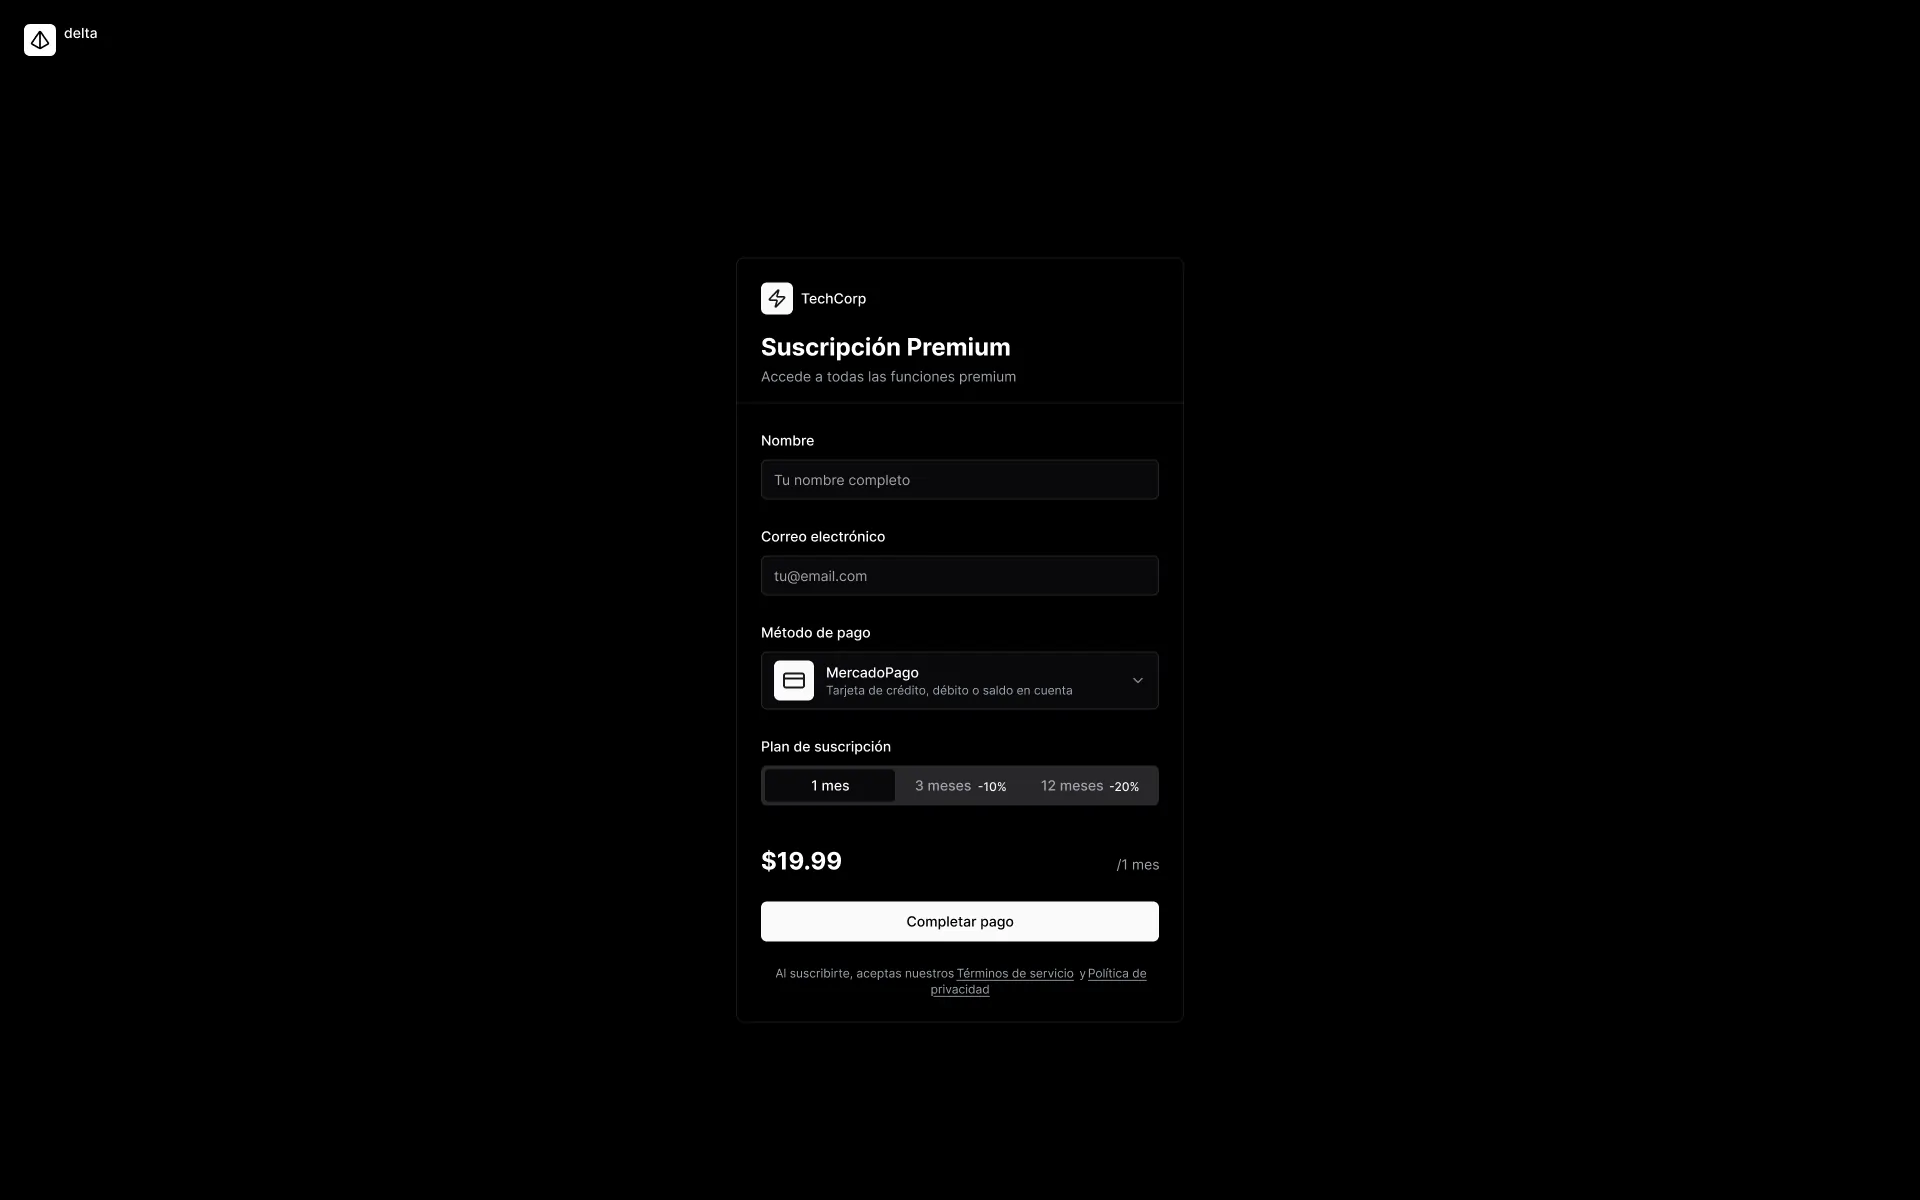 delta
TechCorp
Suscripción Premium
Accede a todas las funciones premium
Nombre
Tu nombre completo
Correo electrónico
tu@email.com
Método de pago
MercadoPago
Tarjeta de crédito, débito o saldo en cuenta
Plan de suscripción
1 mes 3 meses -10% 12 meses -20%
$19.99 /1 mes
Completar pago
Al suscribirte, aceptas nuestros Términos de servicio y Política de
privacidad